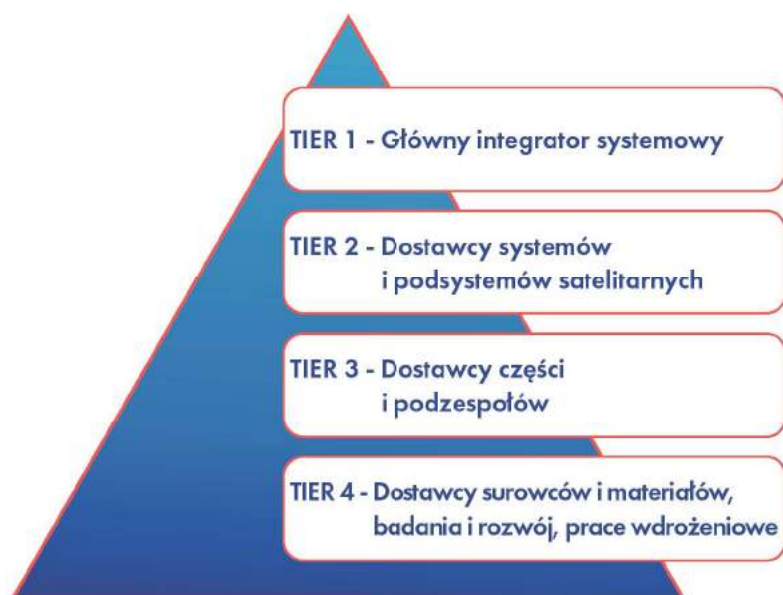 TIER 1 - Główny integrator systemowy
TIER 2 - Dostawcy systemów
i podsystemów satelitarnych
TIER 3 - Dostawcy części
i podzespołów
TIER 4 - Dostawcy surowców i materiałów,
badania i rozwój, prace wdrożeniowe